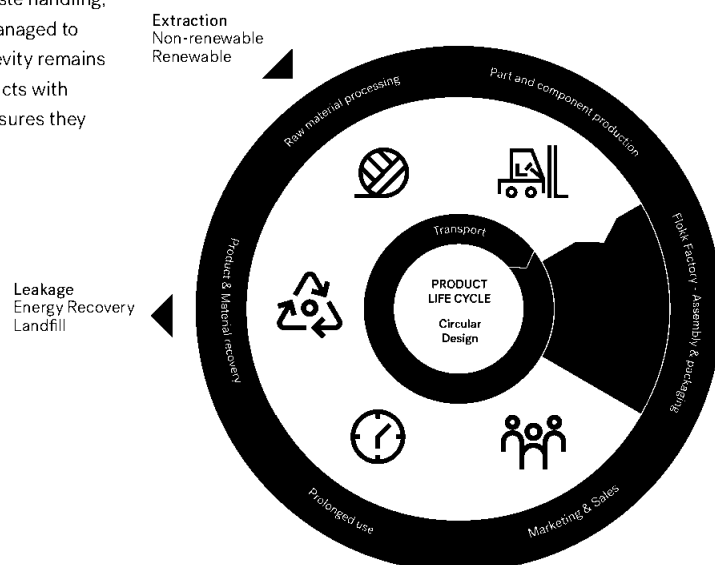 ste handling,
anaged to
evity remains
cts with
sures they
Extraction
Non-renewable
Renewable
Raw material processing
Part and component production
Flokk Factory - Assembly & packaging
Marketing & Sales
Prolonged use
Product & Material recovery
Transport
PRODUCT
LIFE CYCLE
Circular
Design
Leakage
Energy Recovery
Landfill